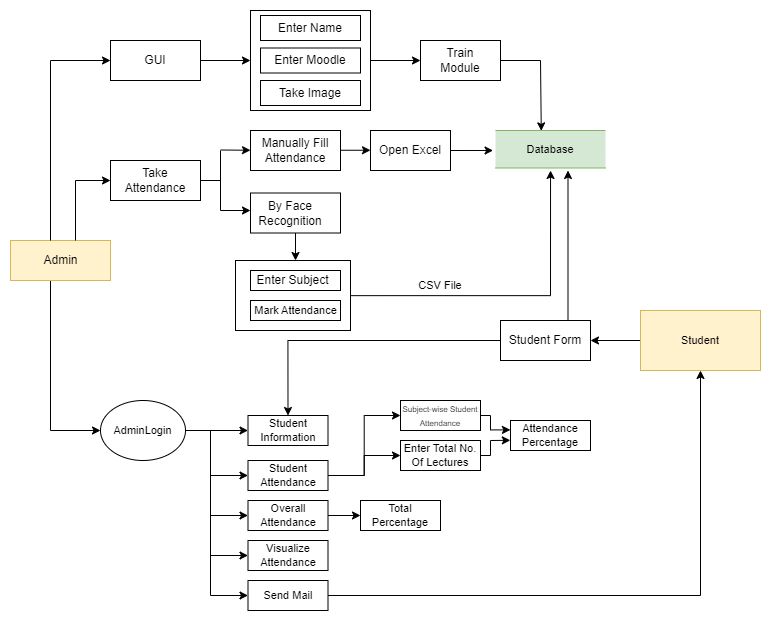 Enter Name
GUI
Enter Moodle
Take Image
Train
Module
Manually Fill
Attendance
Open Excel
Database
Take
Attendance
By Face
Recognition
Admin
Enter Subject
Mark Attendance
CSV File
Student Form
Student
AdminLogin
Student
Information
Subject-wise Student
Attendance
Enter Total No.
Of Lectures
Attendance
Percentage
Student
Attendance
Overall
Attendance
Total
Percentage
Visualize
Attendance
Send Mail